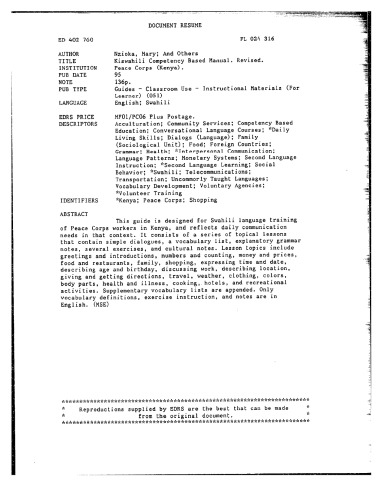 DOCUMENT RESUME
ED 402 760 FL 024 316
AUTHOR Nzioka, Mary; And Others
TITLE Kiswahili Competency Based Manual. Revised.
INSTITUTION Peace Corps (Kenya).
PUB DATE 95
NOTE 136p.
PUB TYPE Guides - Classroom Use - Instructional Materials (For
Learner) (051)
LANGUAGE English; Swahili
EDRS PRICE MF01/PC06 Plus Postage.
DESCRIPTORS Acculturation; Community Services; Competency Based
Education; Conversational Language Courses; *Daily
Living Skills; Dialogs (Language); Family
(Sociological Unit); Food; Foreign Countries;
Grammar; Health; *Interpersonal Communication;
Language Patterns; Monetary Systems; Second Language
Instruction; *Second Language Learning; Social
Behavior; *Swahili; Telecommunications;
Transportation; Uncommonly Taught Languages;
Vocabulary Development; Voluntary Agencies;
*Volunteer Training
IDENTIFIERS *Kenya; Peace Corps; Shopping
ABSTRACT
This guide is designed for Swahili language training
of Peace Corps workers in Kenya, and reflects daily communication
needs in that context. It consists of a series of topical lessons
that contain simple dialogues, a vocabulary list, explanatory grammar
notes, several exercises, and cultural notes. Lesson topics include
greetings and introductions, numbers and counting, money and prices,
food and restaurants, family, shopping, expressing time and date,
describing age and birthday, discussing work, describing location,
giving and getting directions, travel, weather, clothing, colors,
body parts, health and illness, cooking, hotels, and recreational
activities. Supplementary vocabulary lists are appended. Only
vocabulary definitions, exercise instruction, and notes are in
English. (MSE)
***********************************************************************
* Reproductions supplied by EDRS are the best that can be made *
* from the original document. *
***********************************************************************